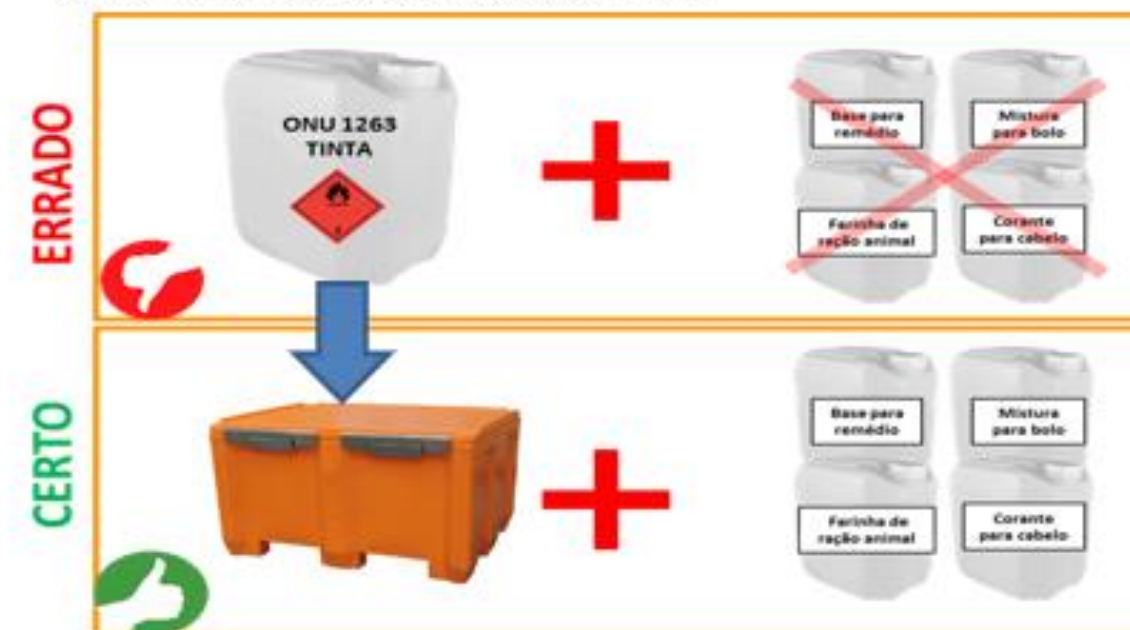 ERRADO
ONU 1263
TINTA
Base para
remédio
Mistura
para bolo
Farinha de
ração animal
Corante
para cabelo
CERTO
Base para
remédio
Mistura
para bolo
Farinha de
ração animal
Corante
para cabelo